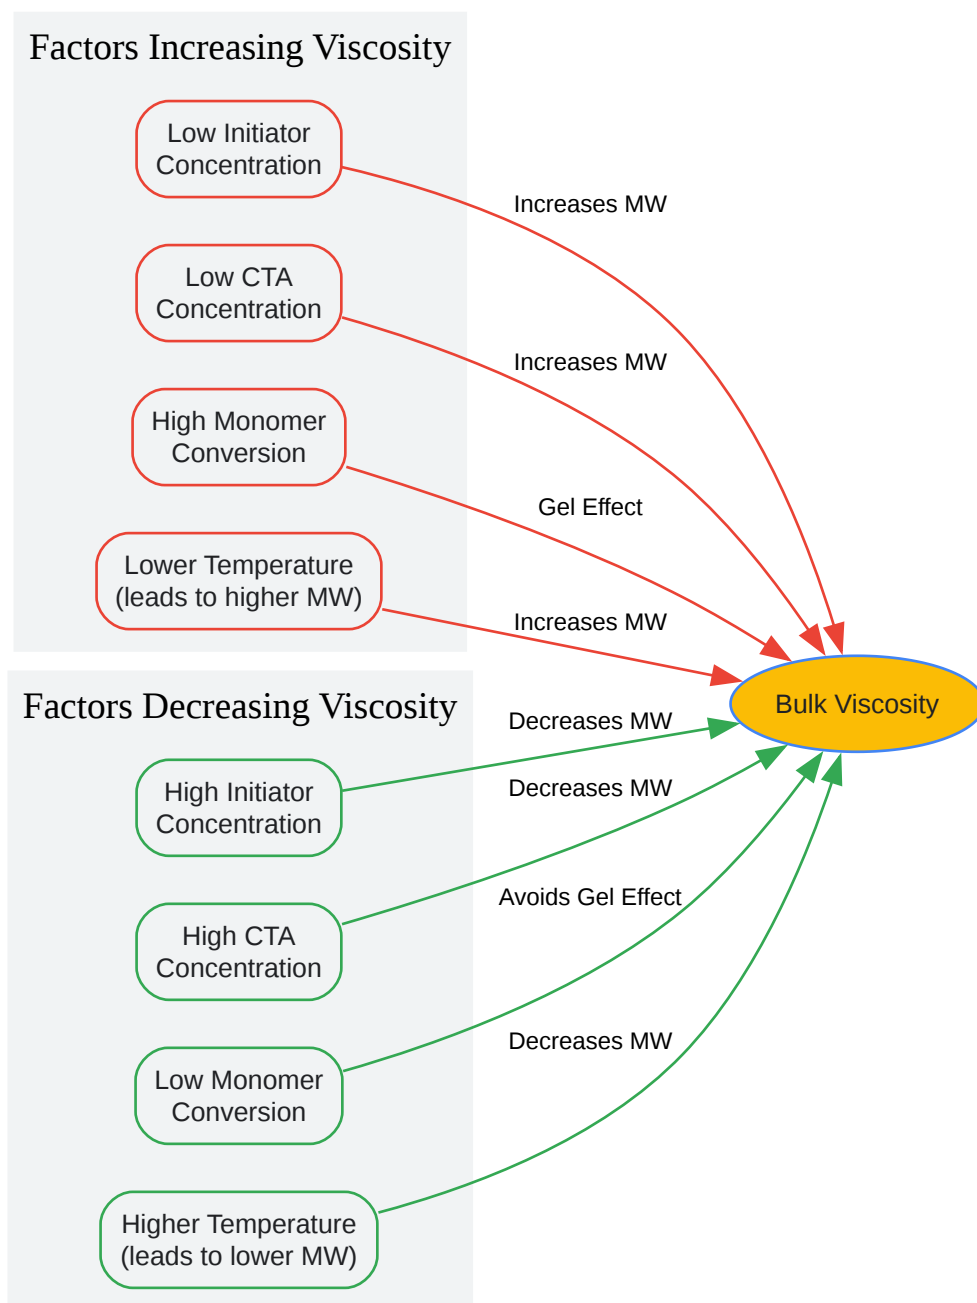 Factors Increasing Viscosity
Low Initiator
Concentration
Increases MW
Low CTA
Concentration
Increases MW
High Monomer
Conversion
Gel Effect
Lower Temperature
(leads to higher MW)
Increases MW
Bulk Viscosity
Factors Decreasing Viscosity
Decreases MW
High Initiator
Concentration
Decreases MW
High CTA
Concentration
Avoids Gel Effect
Low Monomer
Conversion
Decreases MW
Higher Temperature
(leads to lower MW)